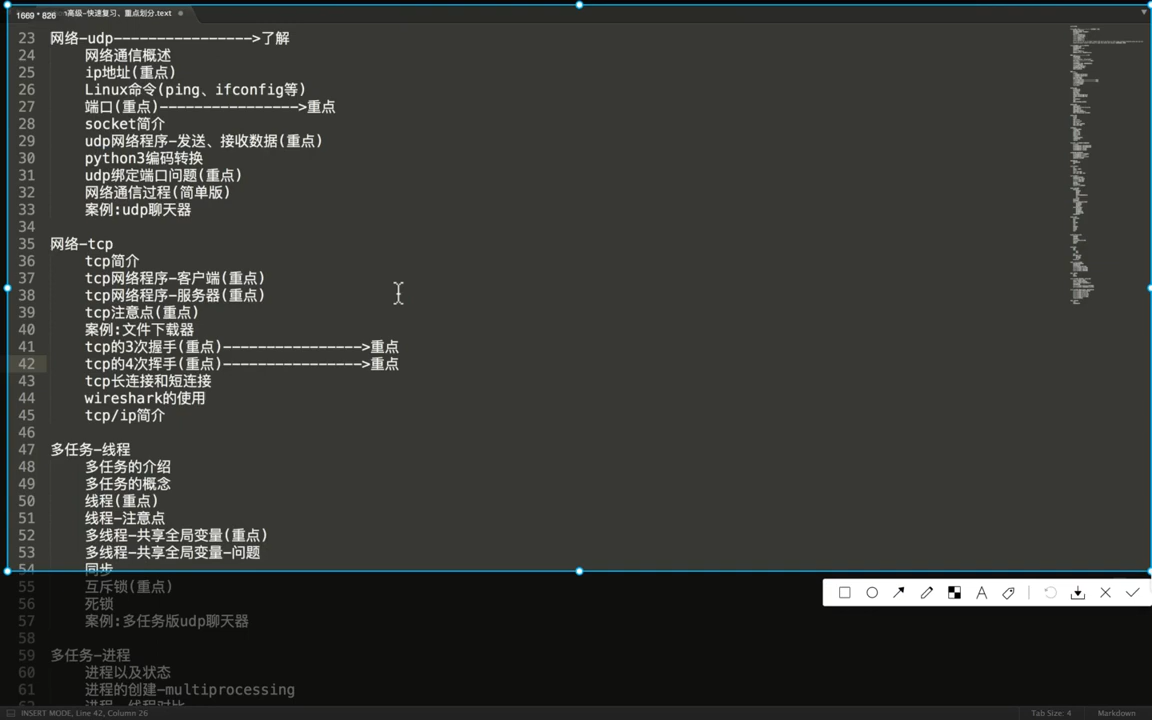 1669 * 826
高级-快速复习、重点划分.text
23 网络-udp---------------->了解
24 网络通信概述
25 ip地址(重点)
26 Linux命令(ping、ifconfig等)
27 端口(重点)---------------->重点
28 socket简介
29 udp网络程序-发送、接收数据(重点)
30 python3编码转换
31 udp绑定端口问题(重点)
32 网络通信过程(简单版)
33 案例:udp聊天器
34
35 网络-tcp
36 tcp简介
37 tcp网络程序-客户端(重点)
38 tcp网络程序-服务器(重点)
39 tcp注意点(重点)
40 案例:文件下载器
41 tcp的3次握手(重点)---------------->重点
42 tcp的4次挥手(重点)---------------->重点
43 tcp长连接和短连接
44 wireshark的使用
45 tcp/ip简介
46
47 多任务-线程
48 多任务的介绍
49 多任务的概念
50 线程(重点)
51 线程-注意点
52 多线程-共享全局变量(重点)
53 多线程-共享全局变量-问题
54 同步
55 互斥锁(重点)
56 死锁
57 案例:多任务版udp聊天器
58
59 多任务-进程
60 进程以及状态
61 进程的创建-multiprocessing
62 进程、线程对比
INSERT MODE, Line 42, Column 26
Tab Size: 4
Markdown